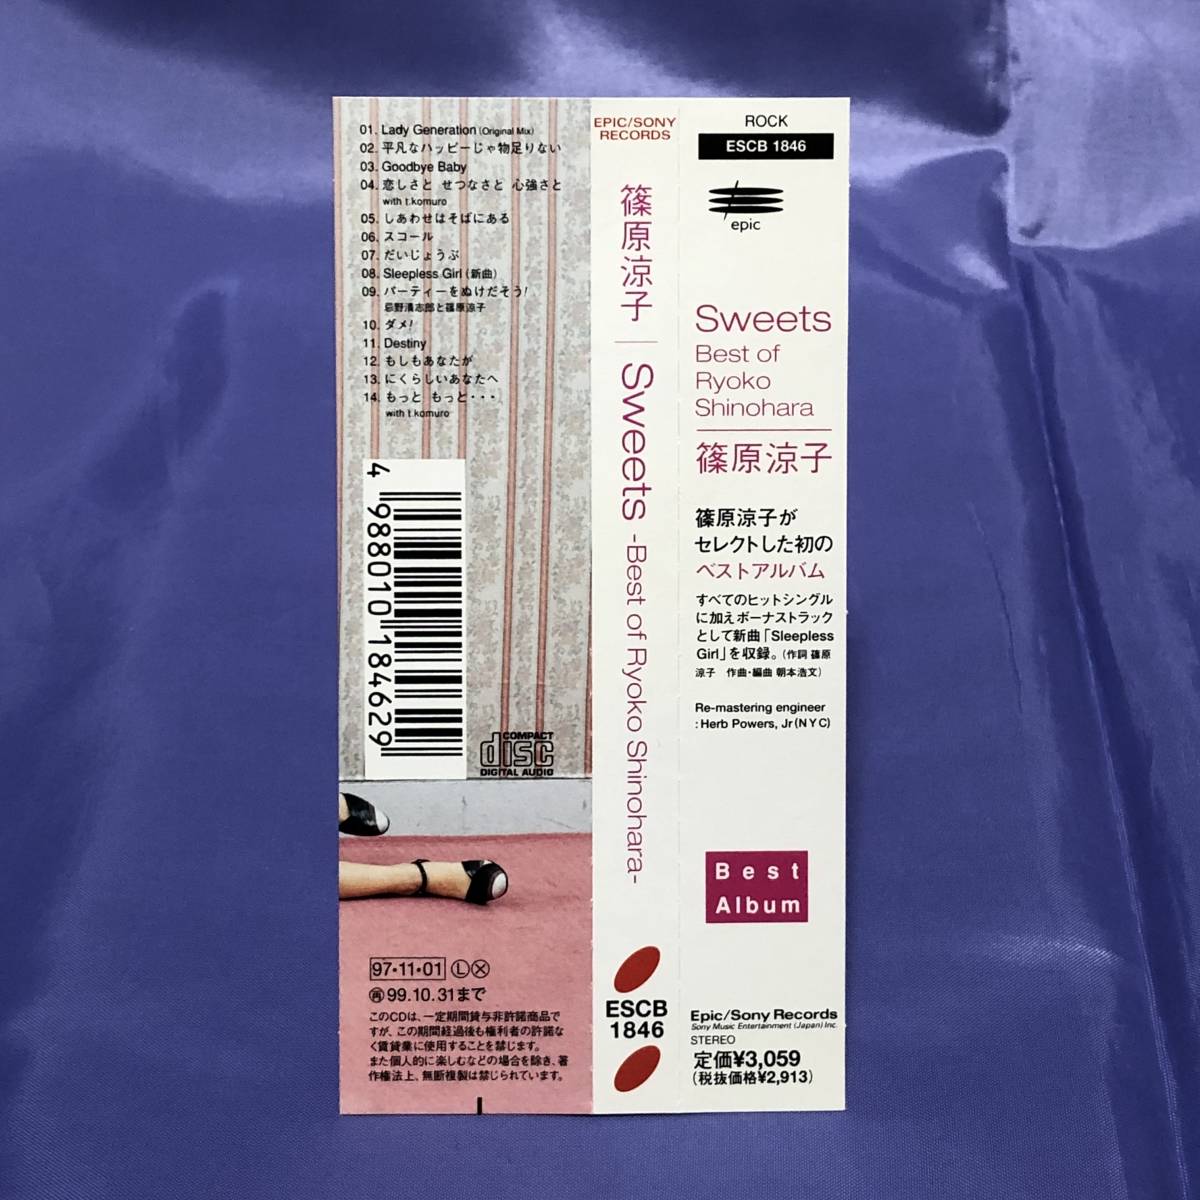 01. Lady Generation (Original Mix)
02. 平凡なハッピーじゃ物足りない
03. Goodbye Baby
04. 恋しさと せつなさと 心強さと
with t.komuro
05. しあわせはそばにある
06. スコール
07. だいじょうぶ
08. Sleepless Girl (新曲)
09. パーティーをぬけだそう!
忌野清志郎と篠原涼子
10. ダメ!
11. Destiny
12. もしもあなたが
13. にくらしいあなたへ
14. もっと もっと・・・
with t.komuro
4 988010 184629
COMPACT
disc
DIGITAL AUDIO
97・11・01 Ⓛ Ⓧ
㊢99.10.31まで
このCDは、一定期間貸与非許諾商品で
すが、この期間経過後も権利者の許諾な
く賃貸業に使用することを禁じます。
また個人的に楽しむなどの場合を除き、著
作権法上、無断複製は禁じられています。
EPIC/SONY
RECORDS
篠原涼子
Sweets -Best of Ryoko Shinohara-
ESCB
1846
ROCK
ESCB 1846
epic
Sweets
Best of
Ryoko
Shinohara
篠原涼子
篠原涼子が
セレクトした初の
ベストアルバム
すべてのヒットシングル
に加えボーナストラック
として新曲「Sleepless
Girl」を収録。(作詞 篠原
涼子 作曲・編曲 朝本浩文)
Re-mastering engineer
: Herb Powers, Jr (N Y C)
Best
Album
Epic/Sony Records
Sony Music Entertainment (Japan) Inc.
STEREO
定価¥3,059
(税抜価格¥2,913)